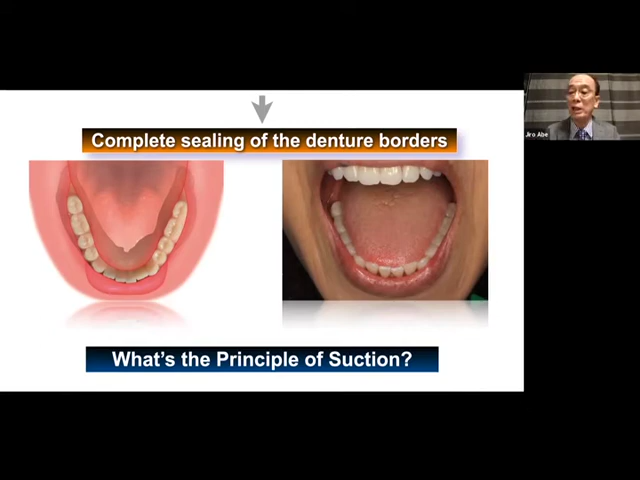 Complete sealing of the denture borders
Jiro Abe
What's the Principle of Suction?